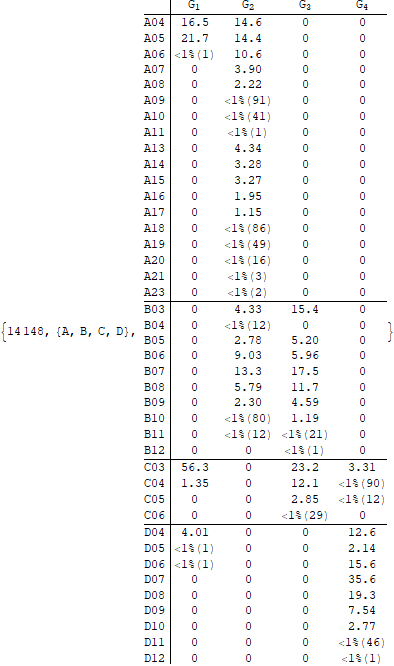 G1 G2 G3 G4
A04 16.5 14.6 0 0
A05 21.7 14.4 0 0
A06 <1%(1) 10.6 0 0
A07 0 3.90 0 0
A08 0 2.22 0 0
A09 0 <1%(91) 0 0
A10 0 <1%(41) 0 0
A11 0 <1%(1) 0 0
A13 0 4.34 0 0
A14 0 3.28 0 0
A15 0 3.27 0 0
A16 0 1.95 0 0
A17 0 1.15 0 0
A18 0 <1%(86) 0 0
A19 0 <1%(49) 0 0
A20 0 <1%(16) 0 0
A21 0 <1%(3) 0 0
A23 0 <1%(2) 0 0
B03 0 4.33 15.4 0
B04 0 <1%(12) 0 0
{14148, {A, B, C, D}, B05 0 2.78 5.20 0 }
B06 0 9.03 5.96 0
B07 0 13.3 17.5 0
B08 0 5.79 11.7 0
B09 0 2.30 4.59 0
B10 0 <1%(80) 1.19 0
B11 0 <1%(12) <1%(21) 0
B12 0 0 <1%(1) 0
C03 56.3 0 23.2 3.31
C04 1.35 0 12.1 <1%(90)
C05 0 0 2.85 <1%(12)
C06 0 0 <1%(29) 0
D04 4.01 0 0 12.6
D05 <1%(1) 0 0 2.14
D06 <1%(1) 0 0 15.6
D07 0 0 0 35.6
D08 0 0 0 19.3
D09 0 0 0 7.54
D10 0 0 0 2.77
D11 0 0 0 <1%(46)
D12 0 0 0 <1%(1)